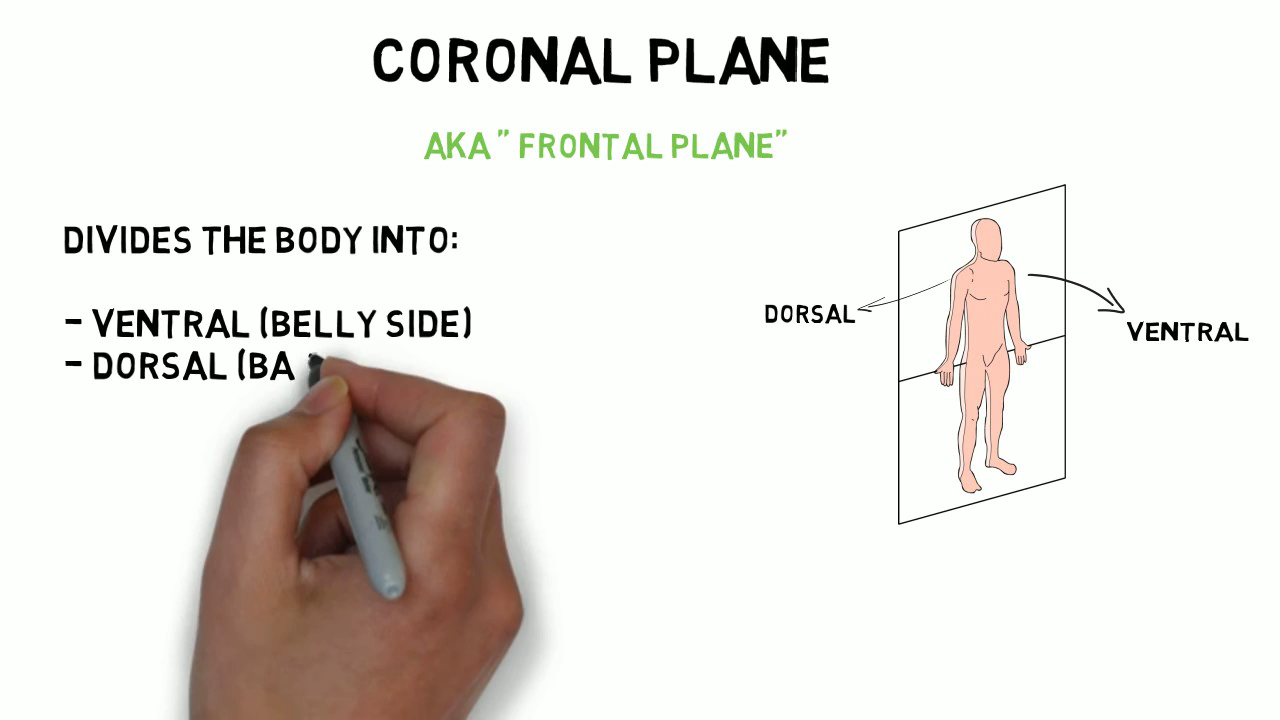 CORONAL PLANE
AKA " FRONTAL PLANE"
DIVIDES THE BODY INTO:
- VENTRAL (BELLY SIDE)
- DORSAL (BA
DORSAL
VENTRAL